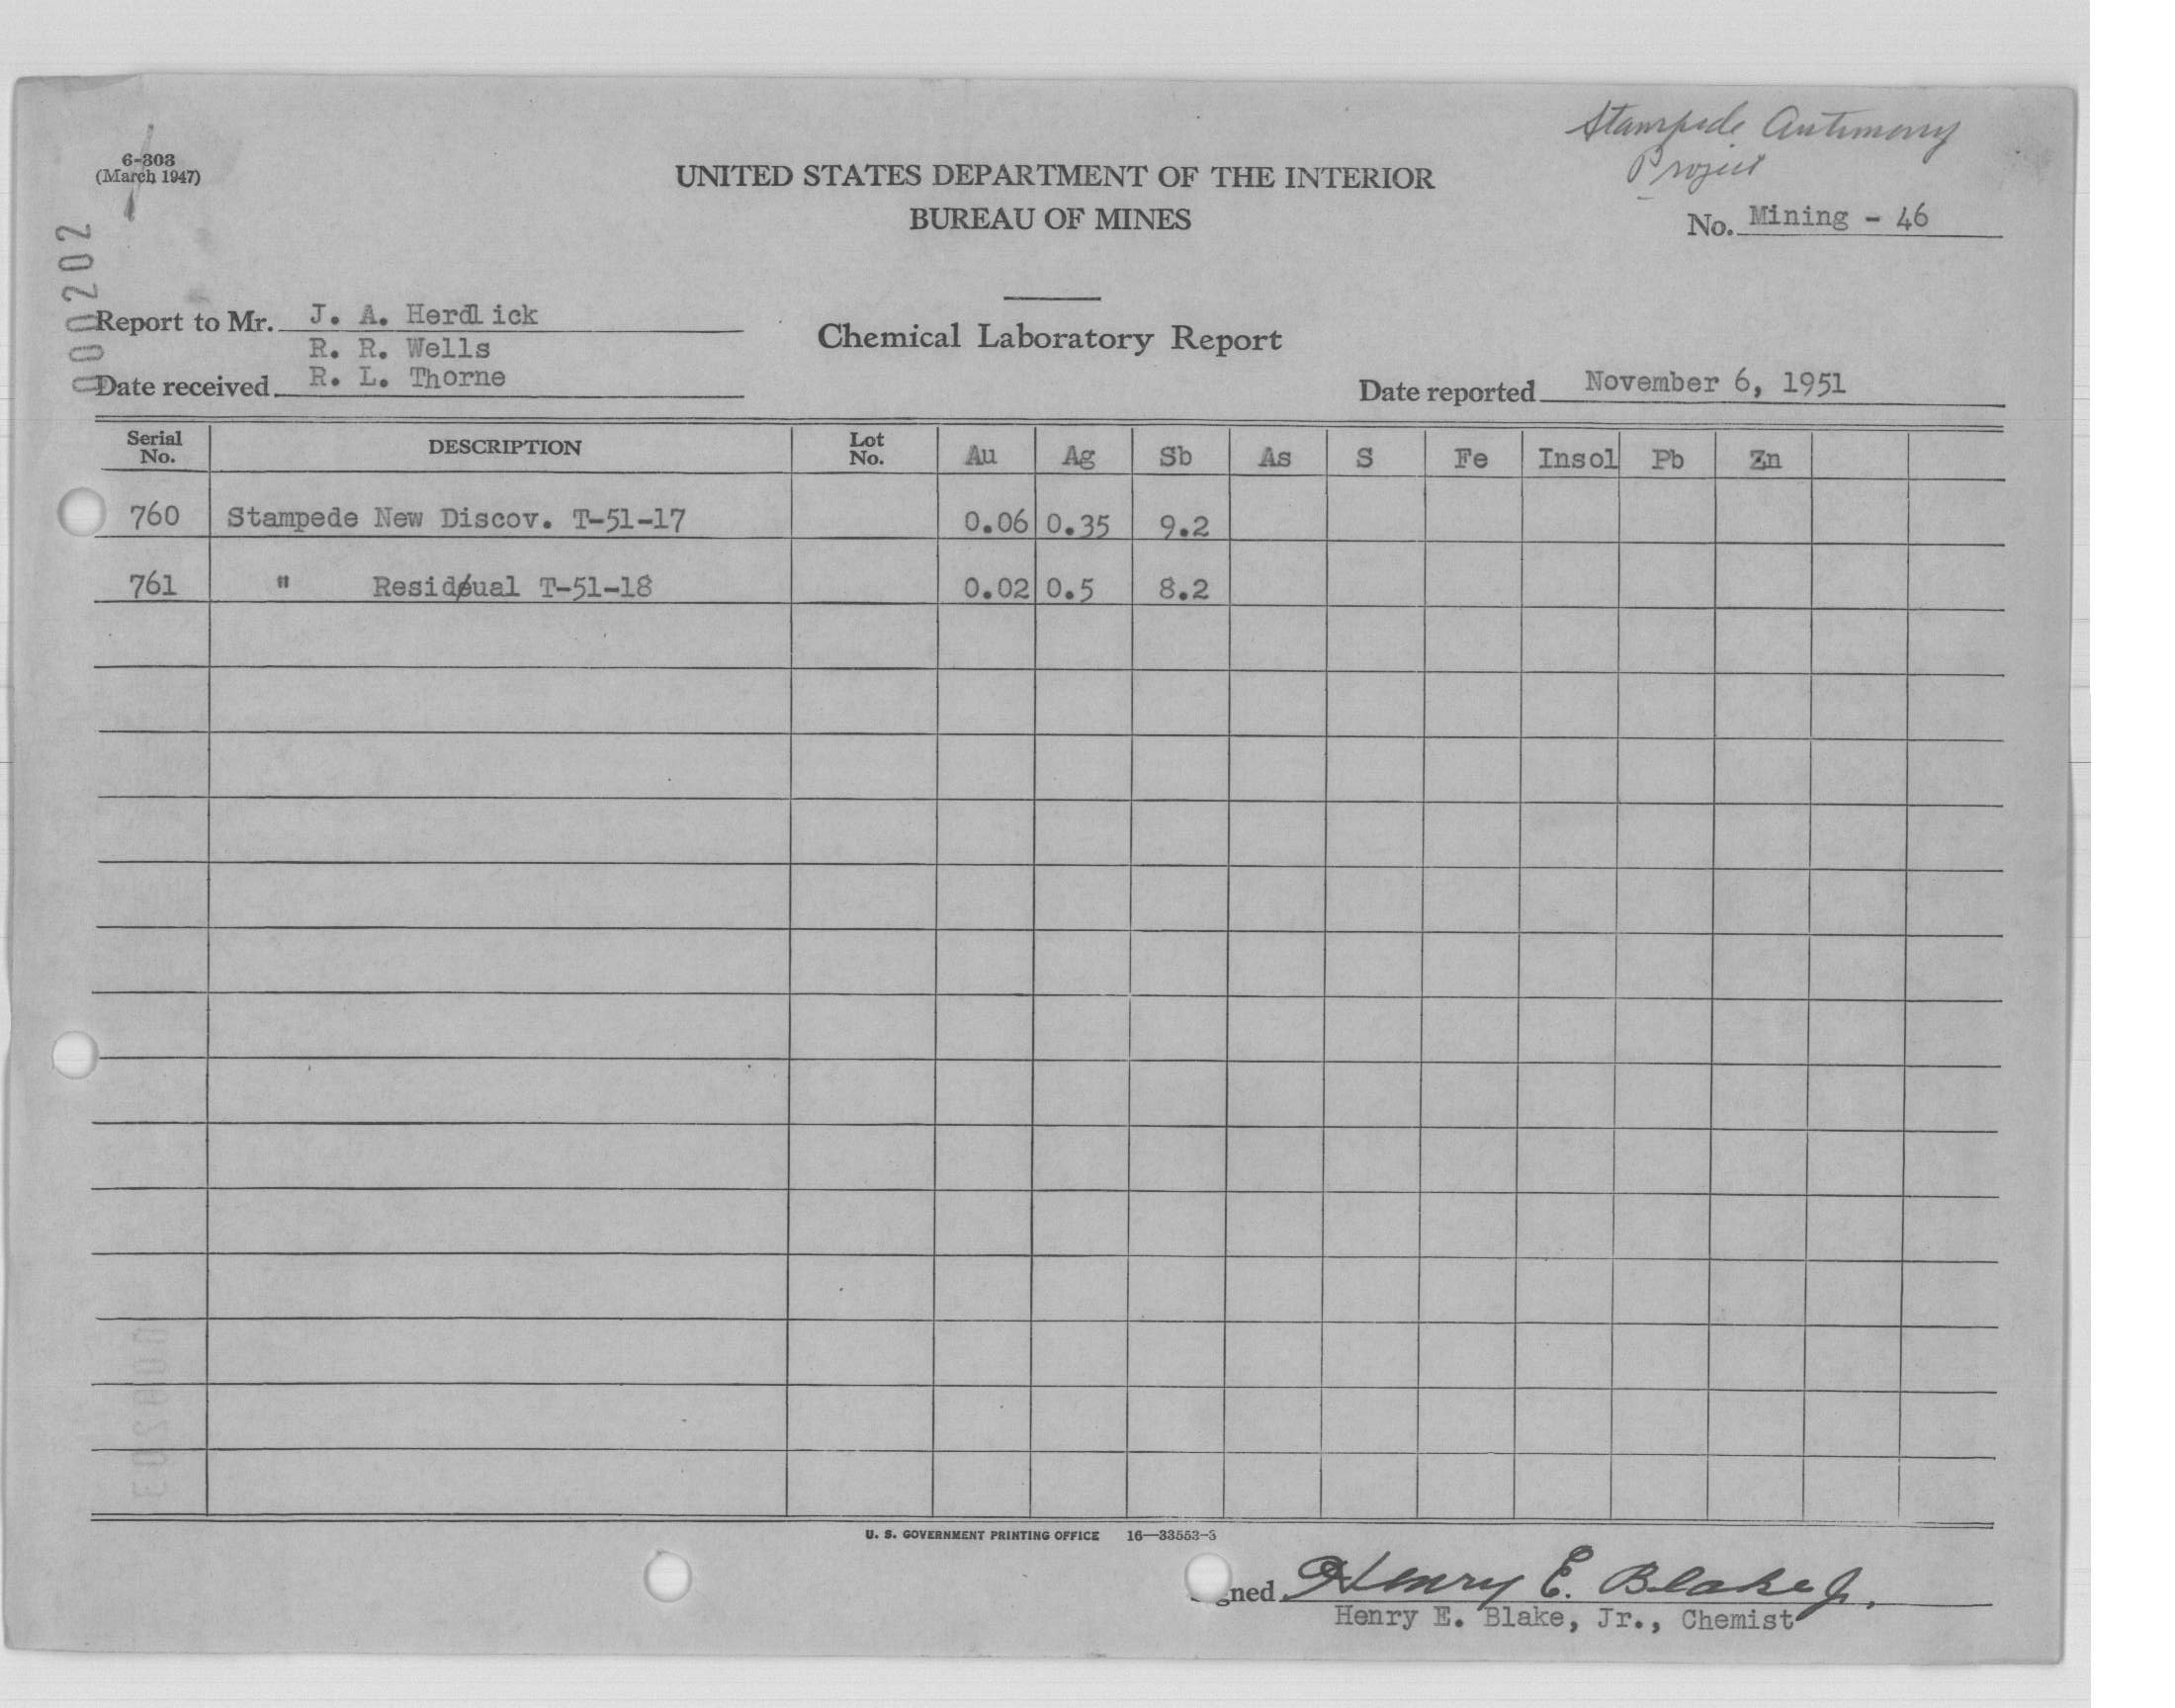 Stampede Antimony
Project
6-303
(March 1947)
UNITED STATES DEPARTMENT OF THE INTERIOR
BUREAU OF MINES
No. Mining - 46
000202
Report to Mr. J. A. Herdlick
R. R. Wells
Chemical Laboratory Report
Date received R. L. Thorne
Date reported November 6, 1951
Serial No. DESCRIPTION Lot No. Au Ag Sb As S Fe Insol Pb Zn
760 Stampede New Discov. T-51-17 0.06 0.35 9.2
761 " Residual T-51-18 0.02 0.5 8.2
U. S. GOVERNMENT PRINTING OFFICE 16—33553-3
gned Henry E. Blake Jr.
Henry E. Blake, Jr., Chemist